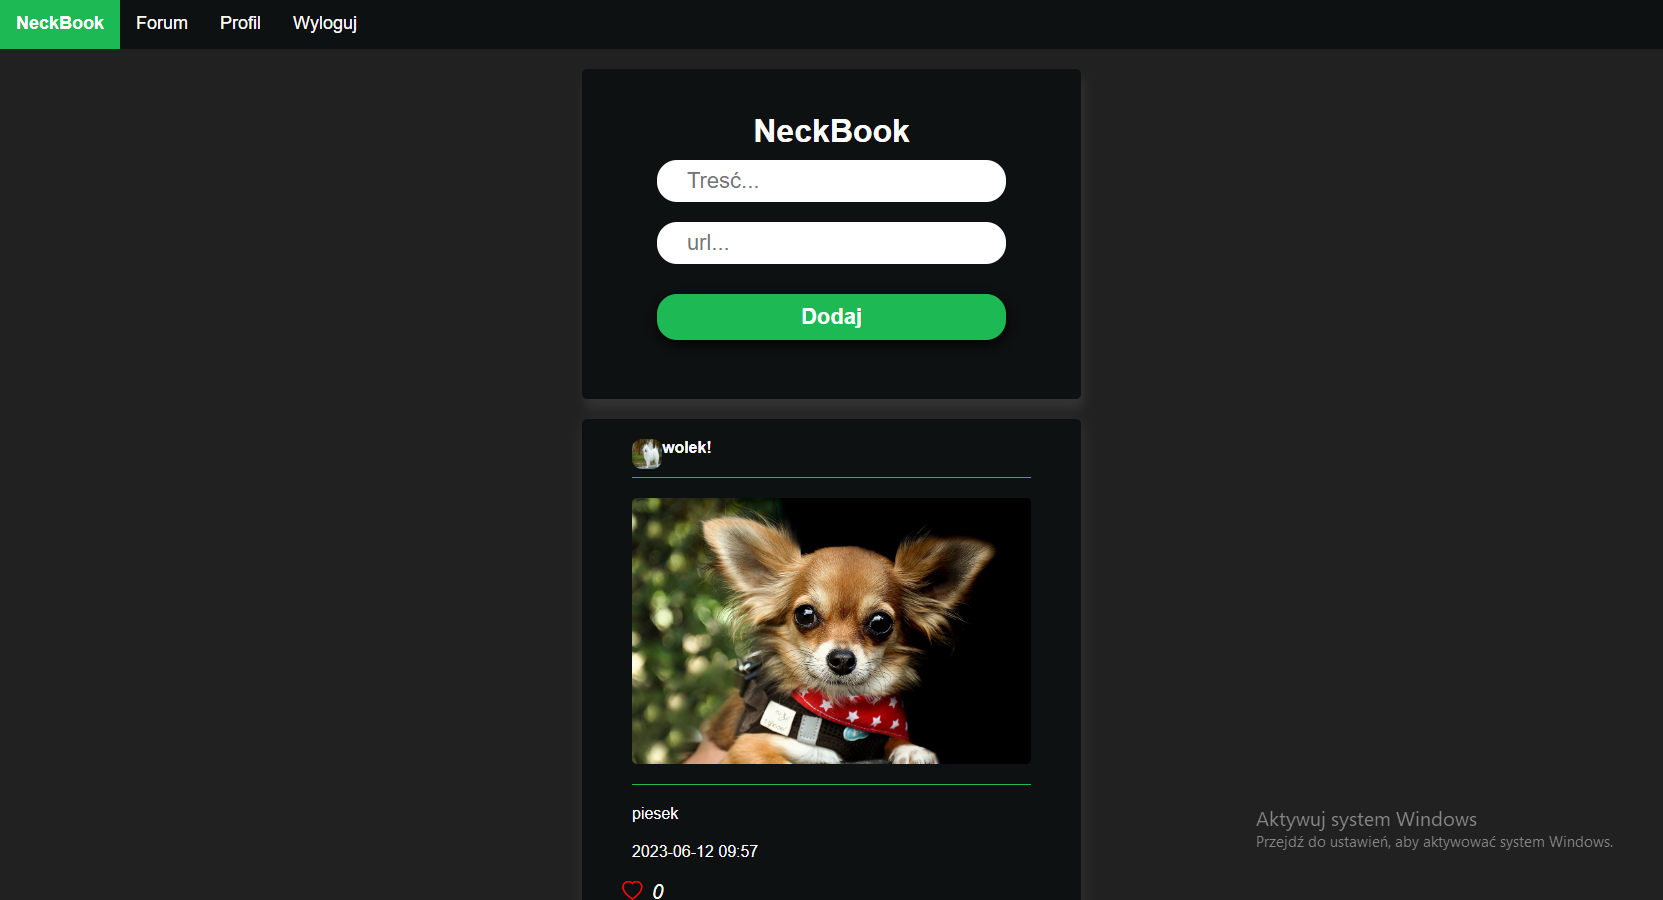 NeckBook Forum Profil Wyloguj
NeckBook
Tresć...
url...
Dodaj
wolek!
piesek
2023-06-12 09:57
0
Aktywuj system Windows
Przejdź do ustawień, aby aktywować system Windows.